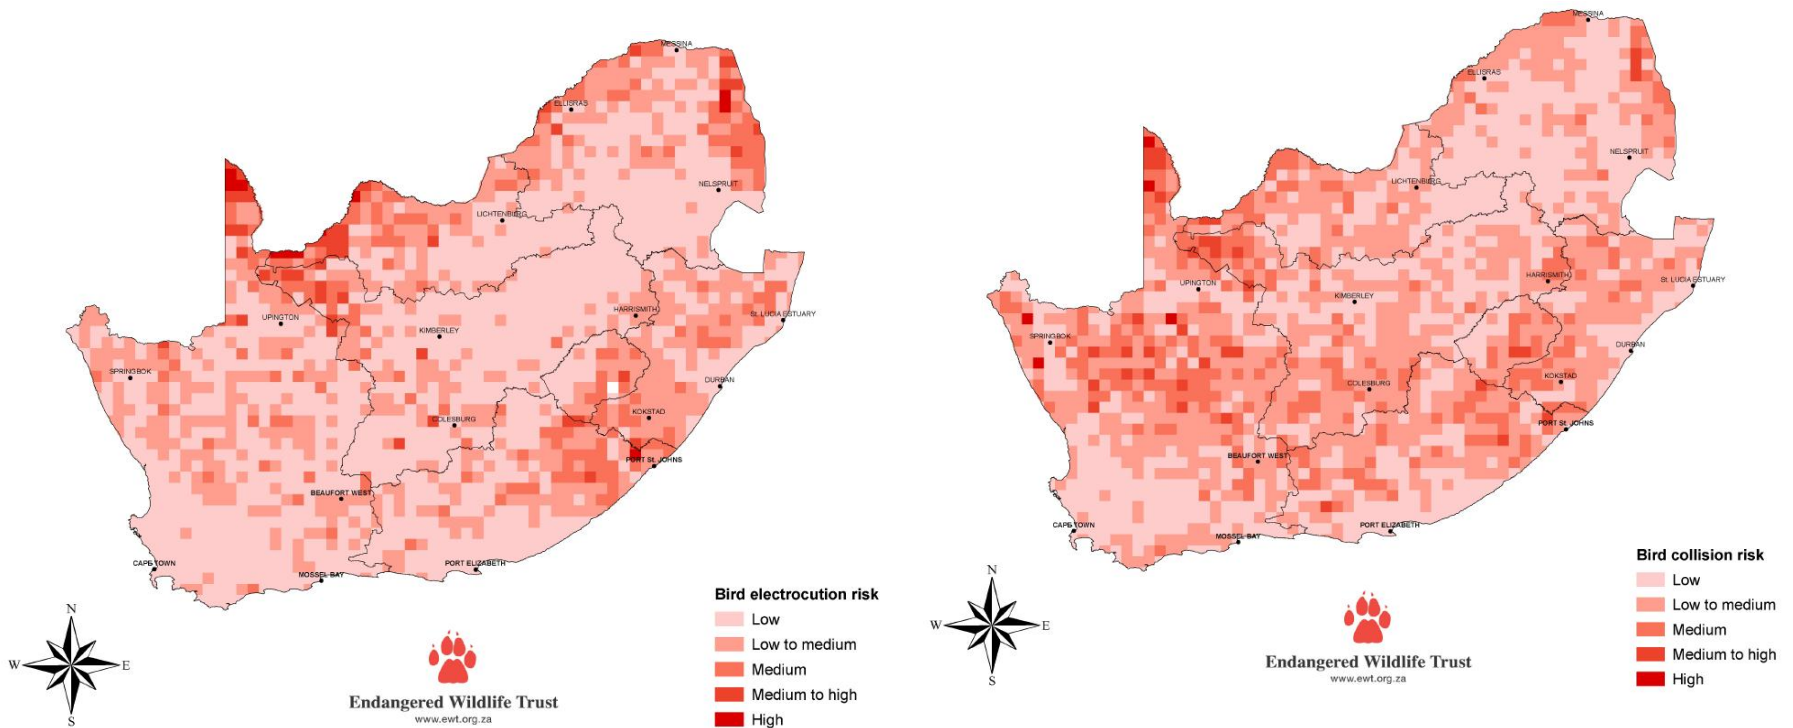 MESSINA
ELLISRAS
NELSPRUIT
LICHTENBURG
UPINGTON
KIMBERLEY
HARRISMITH
St. LUCIA ESTUARY
SPRINGBOK
DURBAN
COLESBURG
KOKSTAD
PORT St. JOHNS
BEAUFORT WEST
CAPE TOWN
MOSSEL BAY
PORT ELIZABETH
N
W
E
S
Endangered Wildlife Trust
www.ewt.org.za
Bird electrocution risk
Low
Low to medium
Medium
Medium to high
High
MESSINA
ELLISRAS
NELSPRUIT
LICHTENBURG
UPINGTON
KIMBERLEY
HARRISMITH
St. LUCIA ESTUARY
SPRINGBOK
DURBAN
COLESBURG
KOKSTAD
PORT St. JOHNS
BEAUFORT WEST
CAPE TOWN
MOSSEL BAY
PORT ELIZABETH
N
W
E
S
Endangered Wildlife Trust
www.ewt.org.za
Bird collision risk
Low
Low to medium
Medium
Medium to high
High